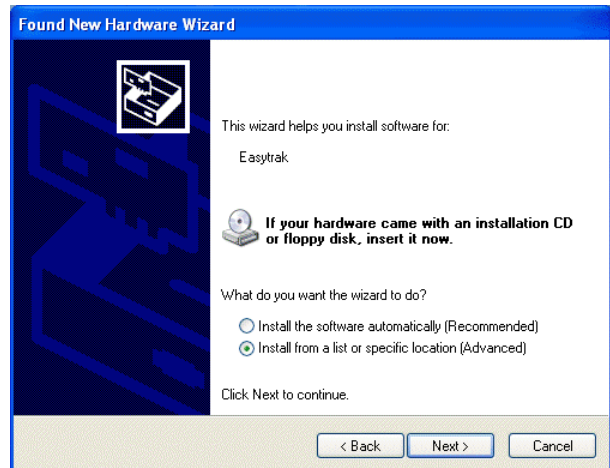 Found New Hardware Wizard
This wizard helps you install software for:
Easytrak
If your hardware came with an installation CD
or floppy disk, insert it now.
What do you want the wizard to do?
Install the software automatically (Recommended)
Install from a list or specific location (Advanced)
Click Next to continue.
< Back Next > Cancel